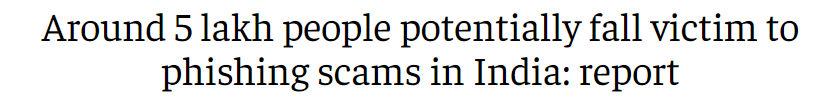 Around 5 lakh people potentially fall victim to
phishing scams in India: report